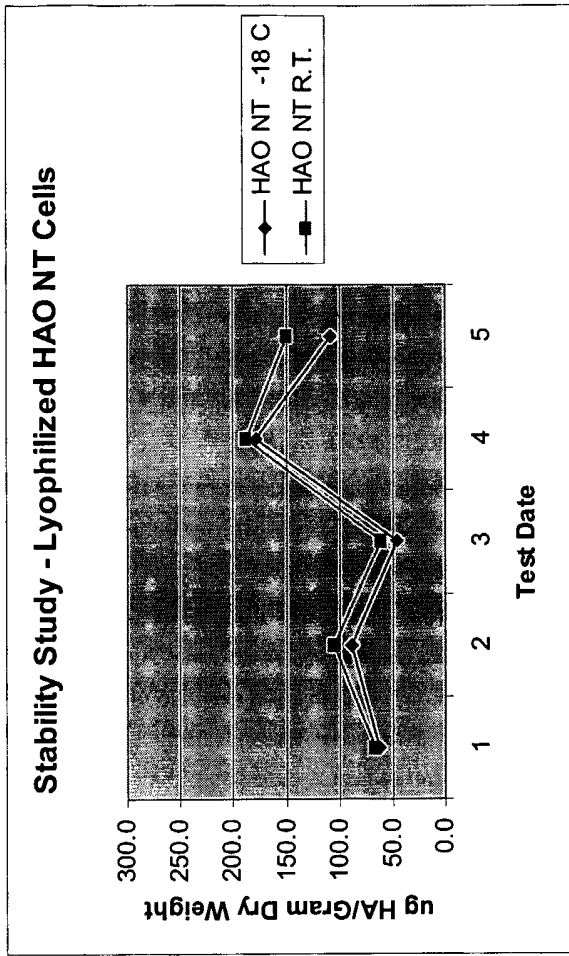 Stability Study - Lyophilized HAO NT Cells
ug HA/Gram Dry Weight
300.0
250.0
200.0
150.0
100.0
50.0
0.0
1 2 3 4 5
Test Date
HAO NT -18 C
HAO NT R.T.